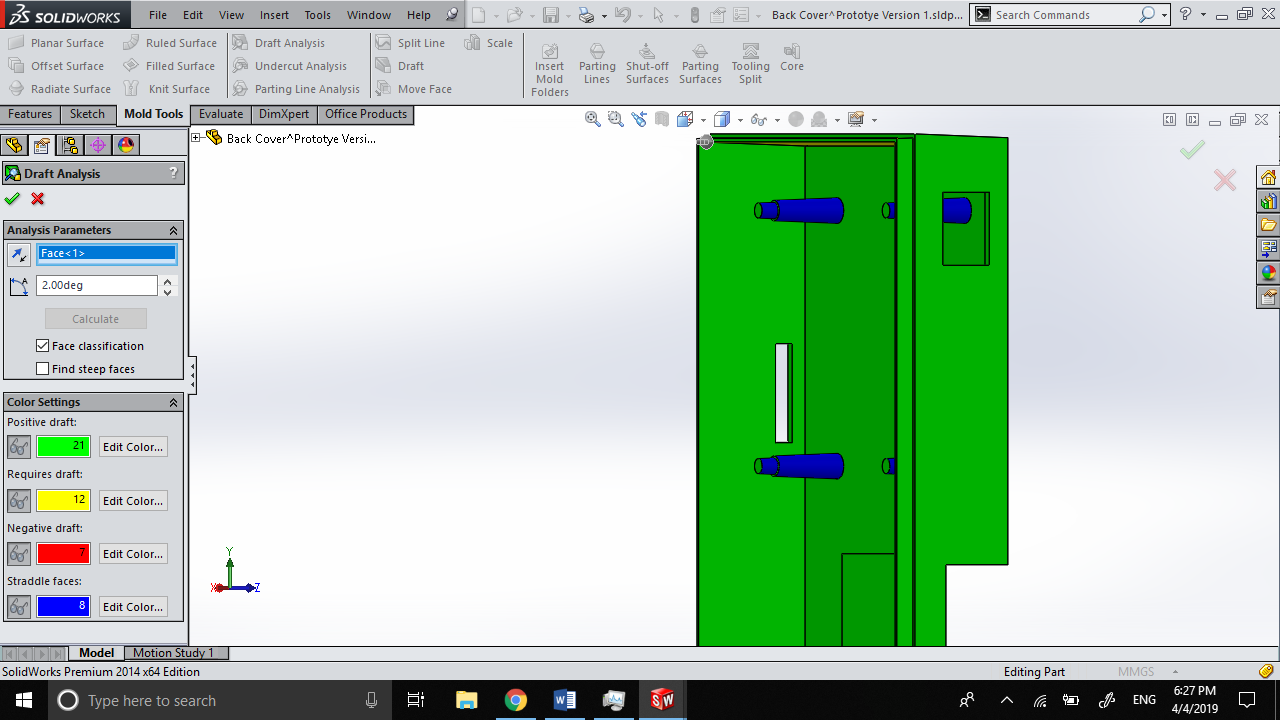 SOLIDWORKS File Edit View Insert Tools Window Help Back Cover^Prototye Version 1.sldp... Search Commands
Planar Surface Ruled Surface Draft Analysis Split Line Scale
Offset Surface Filled Surface Undercut Analysis Draft
Radiate Surface Knit Surface Parting Line Analysis Move Face
Insert Mold Folders
Parting Lines
Shut-off Surfaces
Parting Surfaces
Tooling Split
Core
Features Sketch Mold Tools Evaluate DimXpert Office Products
Back Cover^Prototye Versi...
Draft Analysis ?
Analysis Parameters
Face<1>
2.00deg
Calculate
Face classification
Find steep faces
Color Settings
Positive draft:
21 Edit Color...
Requires draft:
12 Edit Color...
Negative draft:
7 Edit Color...
Straddle faces:
8 Edit Color...
Y
X Z
Model Motion Study 1
SolidWorks Premium 2014 x64 Edition Editing Part MMGS
Type here to search ENG 6:27 PM
4/4/2019